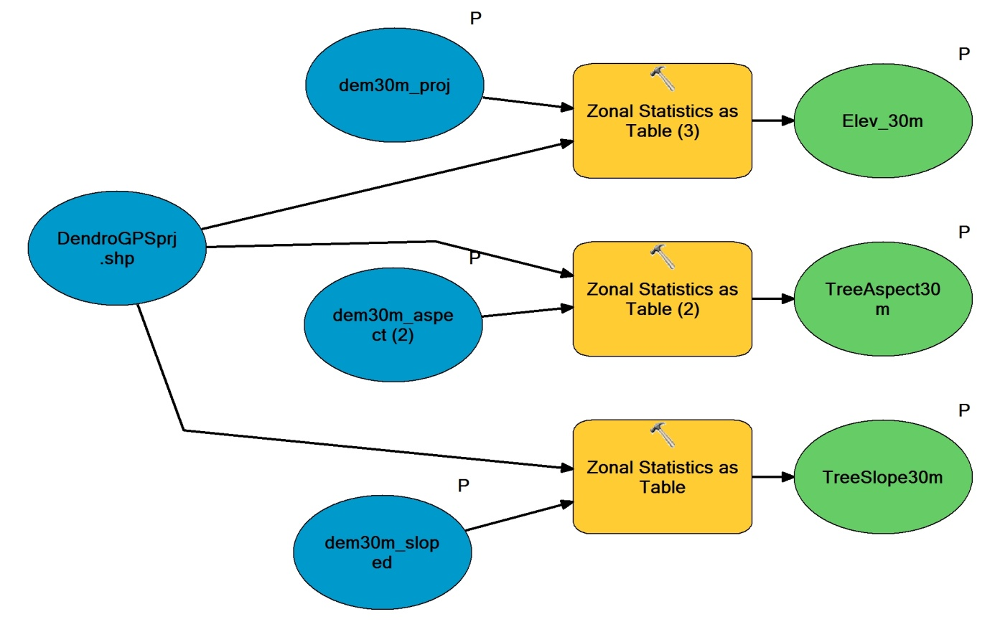 P
dem30m_proj
Zonal Statistics as
Table (3)
P
Elev_30m
DendroGPSprj
.shp
P
dem30m_aspe
ct (2)
Zonal Statistics as
Table (2)
P
TreeAspect30
m
P
dem30m_slop
ed
Zonal Statistics as
Table
P
TreeSlope30m